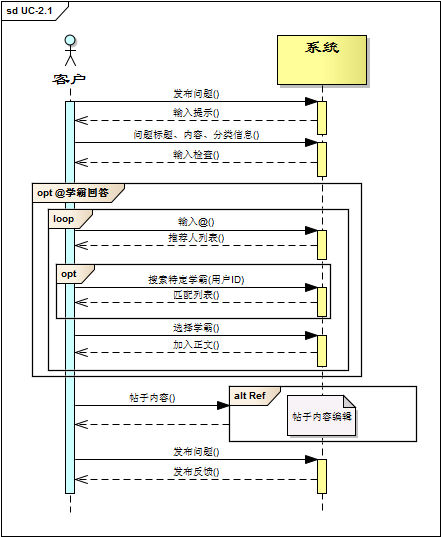 sd UC-2.1
客户
系统
发布问题()
输入提示()
问题标题、内容、分类信息()
输入检查()
opt @学霸回答
loop
输入@()
推荐人列表()
opt
搜索特定学霸(用户ID)
匹配列表()
选择学霸()
加入正文()
帖子内容()
alt Ref
帖子内容编辑
发布问题()
发布反馈()